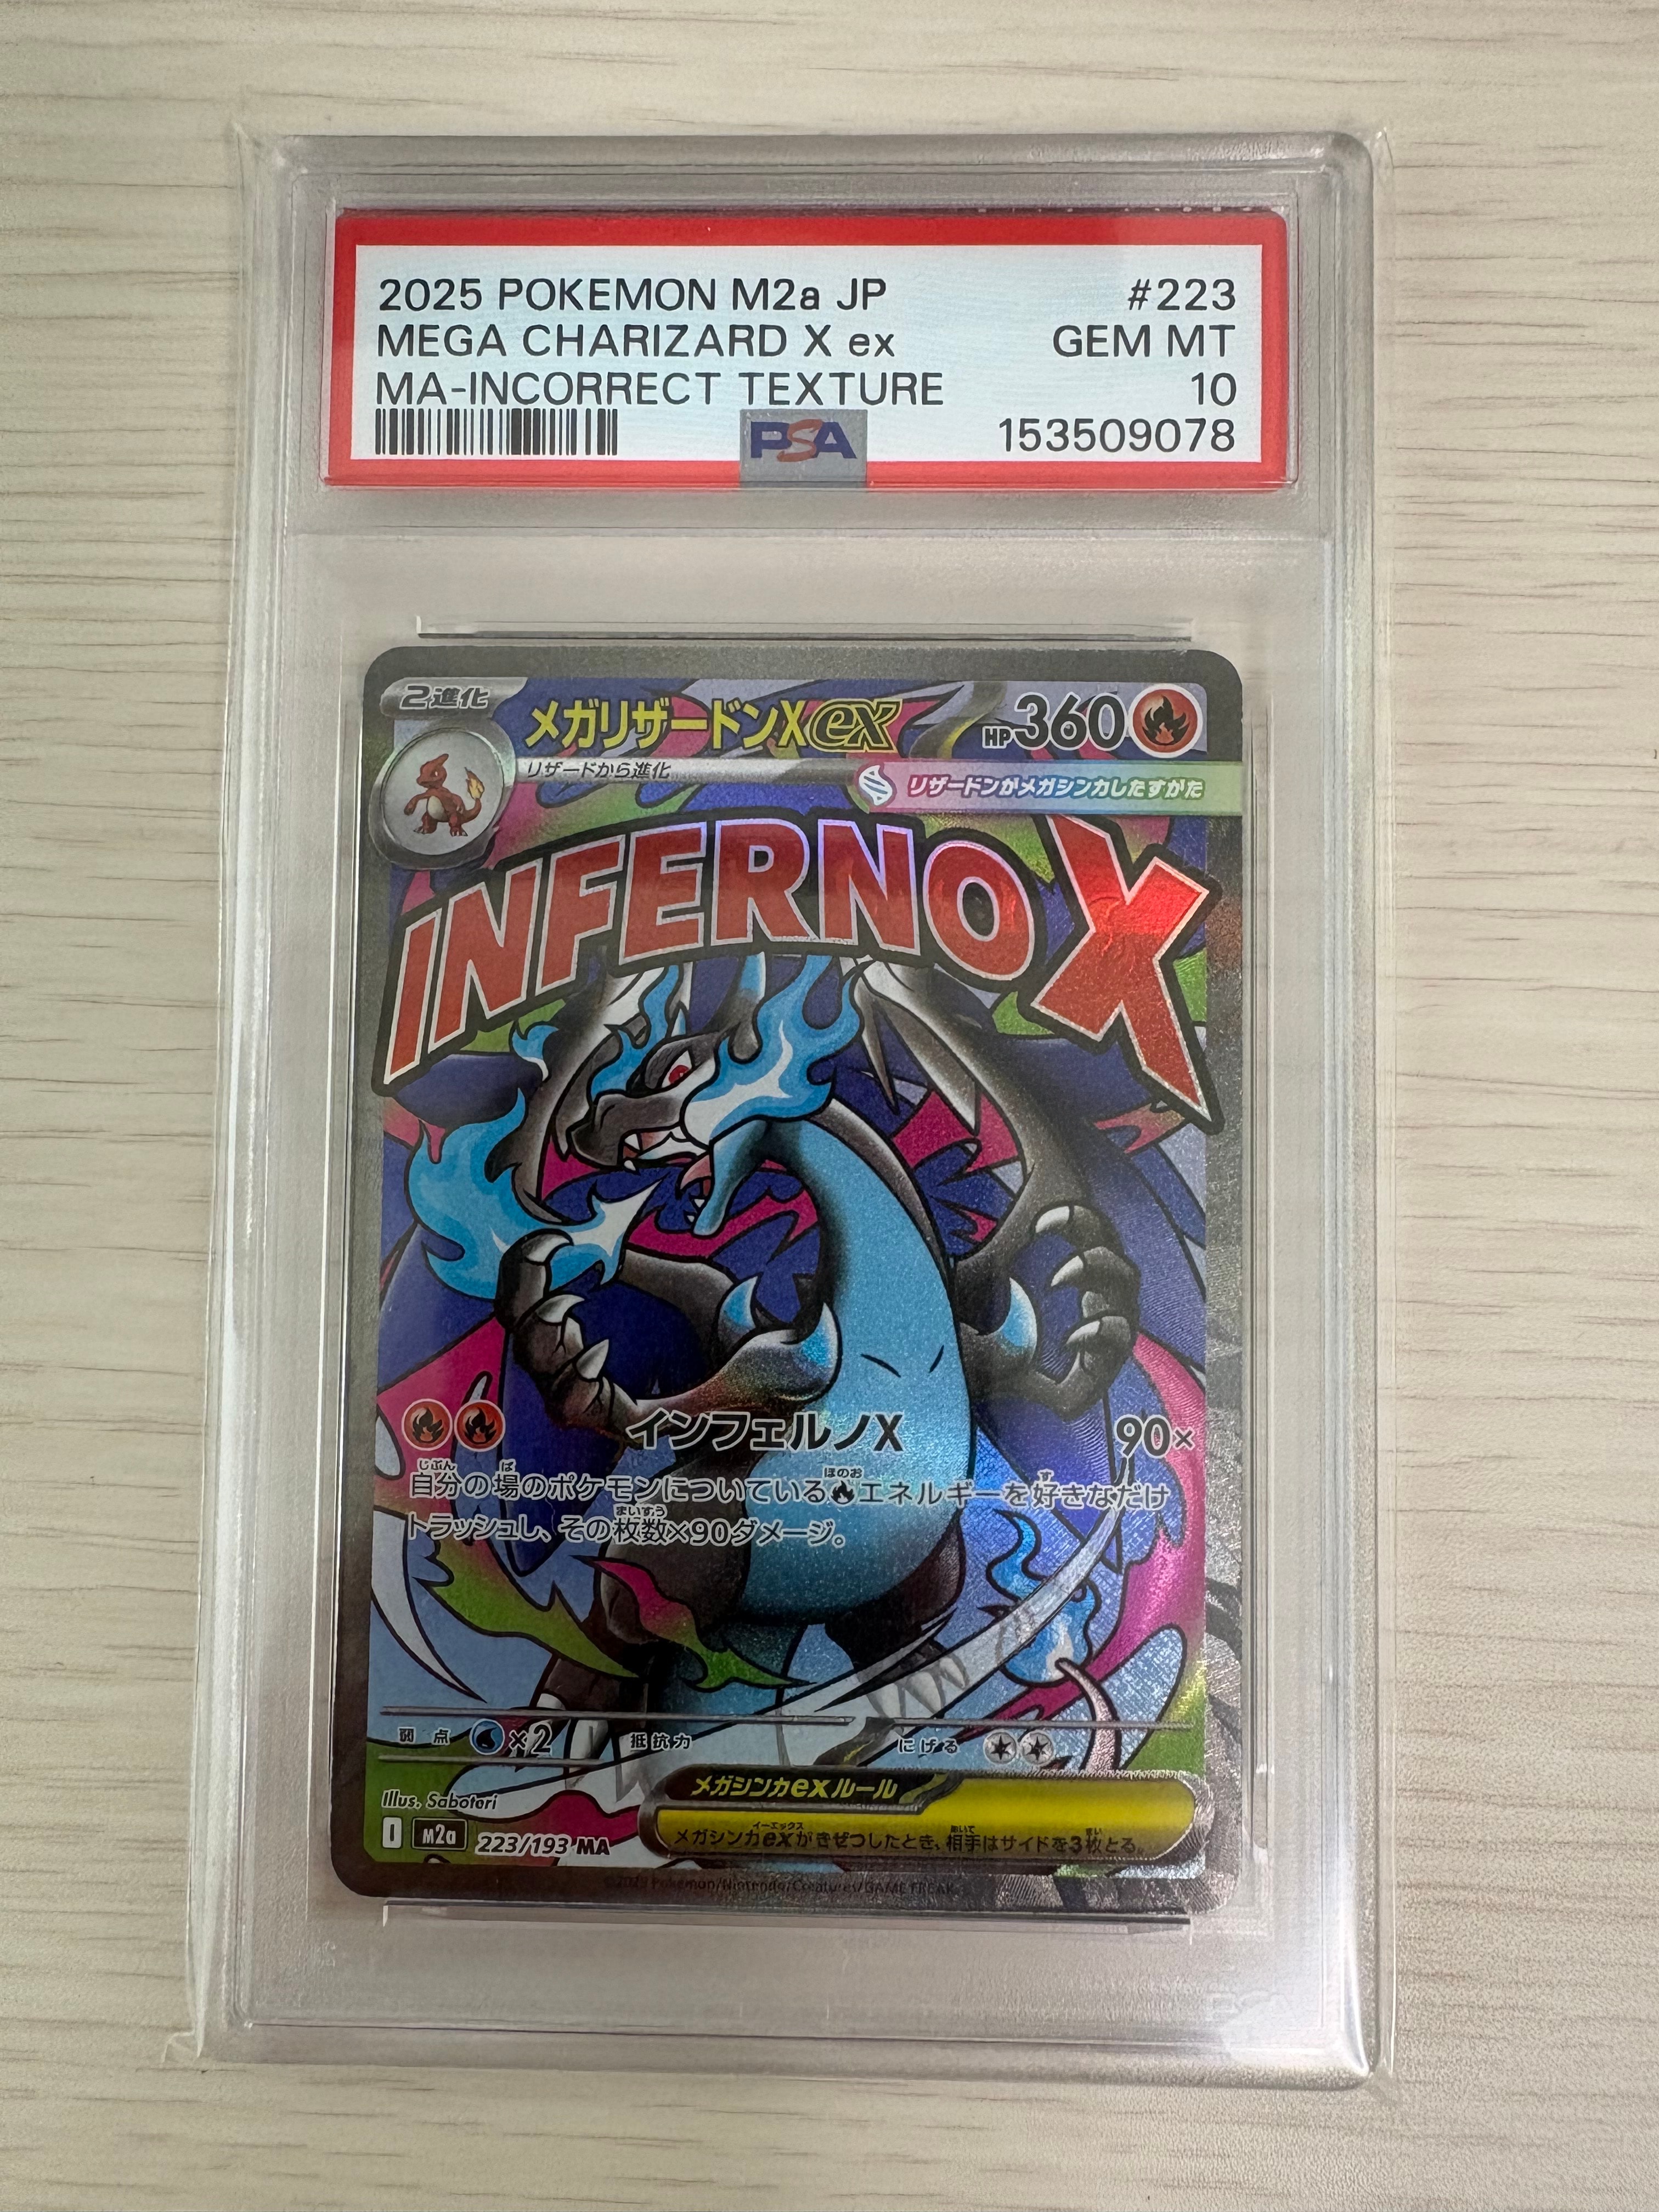 2025 POKEMON M2a JP #223
MEGA CHARIZARD X ex GEM MT
MA-INCORRECT TEXTURE 10
PSA 153509078
2進化 メガリザードンXex HP360
リザードから進化
リザードンがメガシンカしたすがた
INFERNO X
インフェルノX 90×
自分の場のポケモンについているエネルギーを好きなだけ
トラッシュし、その枚数×90ダメージ。
弱点 ×2 抵抗力 にげる
メガシンカexルール
Illus. Sabotori
メガシンカexがきぜつしたとき、相手はサイドを3枚とる。
I m2a 223/193 MA
Pokémon/Nintendo/Creatures/GAME FREAK